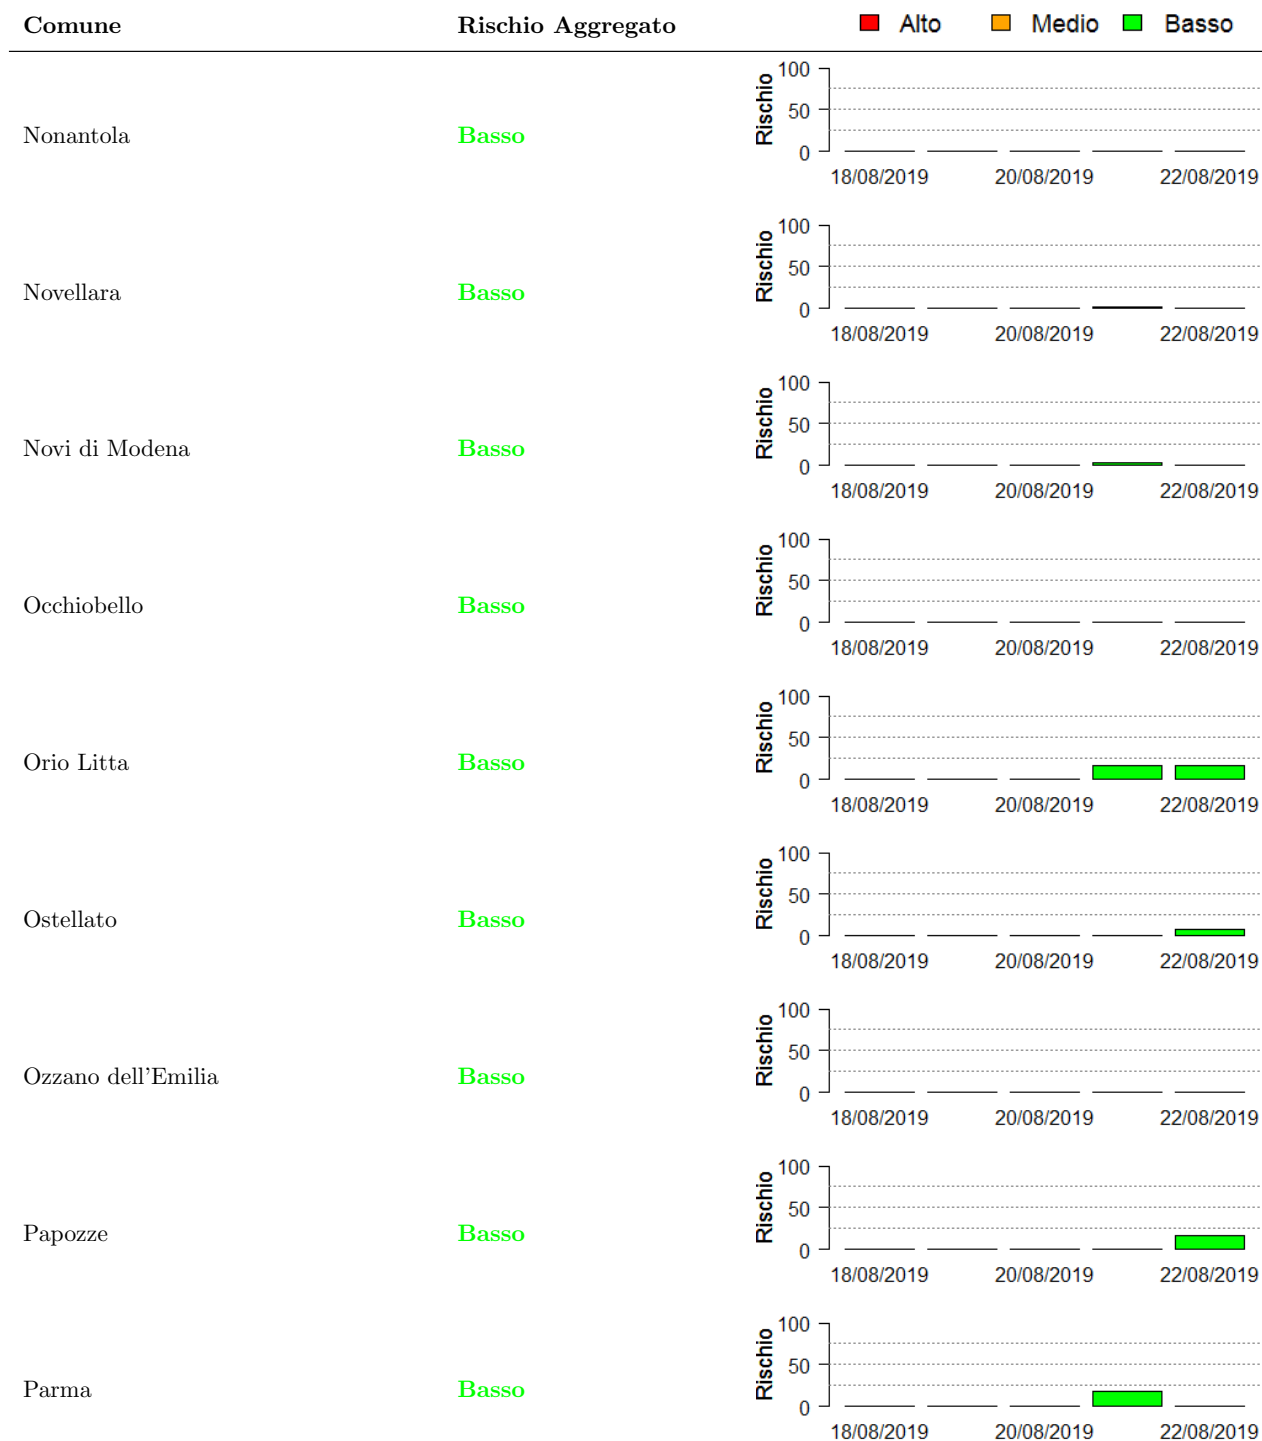 Comune Rischio Aggregato Alto Medio Basso
Nonantola Basso Rischio 100 50 0
18/08/2019 20/08/2019 22/08/2019
Novellara Basso Rischio 100 50 0
18/08/2019 20/08/2019 22/08/2019
Novi di Modena Basso Rischio 100 50 0
18/08/2019 20/08/2019 22/08/2019
Occhiobello Basso Rischio 100 50 0
18/08/2019 20/08/2019 22/08/2019
Orio Litta Basso Rischio 100 50 0
18/08/2019 20/08/2019 22/08/2019
Ostellato Basso Rischio 100 50 0
18/08/2019 20/08/2019 22/08/2019
Ozzano dell'Emilia Basso Rischio 100 50 0
18/08/2019 20/08/2019 22/08/2019
Papozze Basso Rischio 100 50 0
18/08/2019 20/08/2019 22/08/2019
Parma Basso Rischio 100 50 0
18/08/2019 20/08/2019 22/08/2019